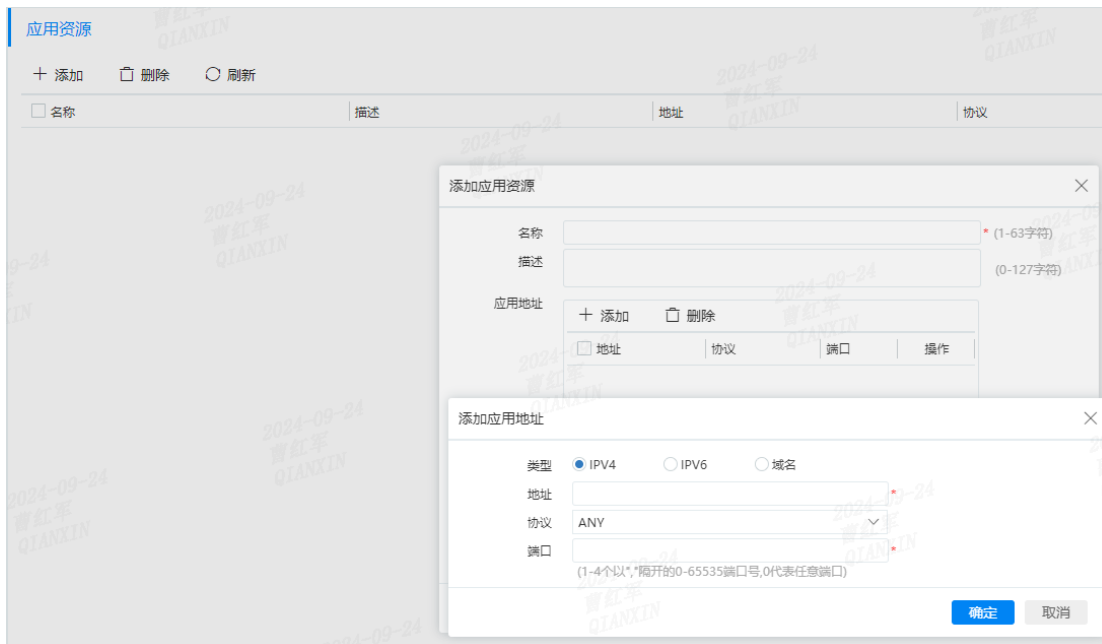 应用资源
添加 删除 刷新
名称 描述 地址 协议
添加应用资源
名称 * (1-63字符)
描述 (0-127字符)
应用地址
添加 删除
地址 协议 端口 操作
添加应用地址
类型 IPV4 IPV6 域名
地址 *
协议 ANY
端口 *
(1-4个以","隔开的0-65535端口号,0代表任意端口)
确定 取消
2024-09-24
曹红军
QIANXIN